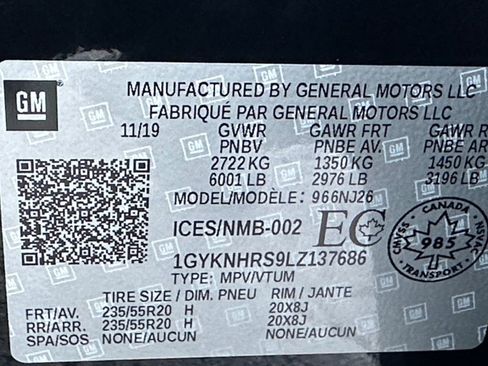 GM
MANUFACTURED BY GENERAL MOTORS LLC
FABRIQUÉ PAR GENERAL MOTORS LLC
11/19 GVWR GAWR FRT GAWR R
PNBV PNBE AV. PNBE AR
2722 KG 1350 KG 1450 KG
6001 LB 2976 LB 3196 LB
MODEL/MODÈLE: 966NJ26
ICES/NMB-002 EC
CANADA
985
CMVSS NSVAC
TRANSPORT
1GYKNHRS9LZ137686
TYPE: MPV/VTUM
TIRE SIZE / DIM. PNEU RIM / JANTE
FRT/AV. 235/55R20 H 20X8J
RR/ARR. 235/55R20 H 20X8J
SPA/SOS NONE/AUCUN NONE/AUCUN